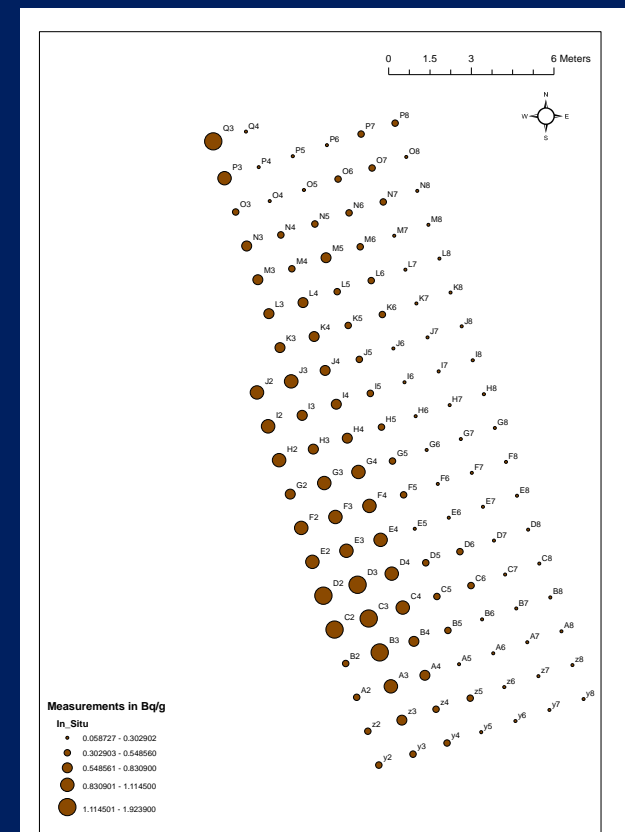 0 1.5 3 6 Meters
N
W E
S
P8
Q3 Q4 P7
P6
P5 O8
P3 P4 O7
O6
O5 N8
O3 O4 N7
N6
N5 M8
N3 N4 M7
M6
M5 L8
M3 M4 L7
L6
L5 K8
L3 L4 K7
K6
K5 J8
K3 K4 J7
J6
J5 I8
J2 J3 J4 I7
I6
I5 H8
I2 I3 I4 H7
H6
H5 G8
H2 H3 H4 G7
G6
G5 F8
G2 G3 G4 F7
F6
F5 E8
F2 F3 F4 E7
E6
E5 D8
E2 E3 E4 D7
D6
D5 C8
D2 D3 D4 C7
C6
C5 B8
C2 C3 C4 B7
B6
B5 A8
B2 B3 B4 A7
A6
A5 z8
A2 A3 A4 z7
z6
z5 y8
z2 z3 z4 y7
y6
y5
y2 y3 y4
Measurements in Bq/g
In_Situ
0.058727 - 0.302902
0.302903 - 0.548560
0.548561 - 0.830900
0.830901 - 1.114500
1.114501 - 1.923900